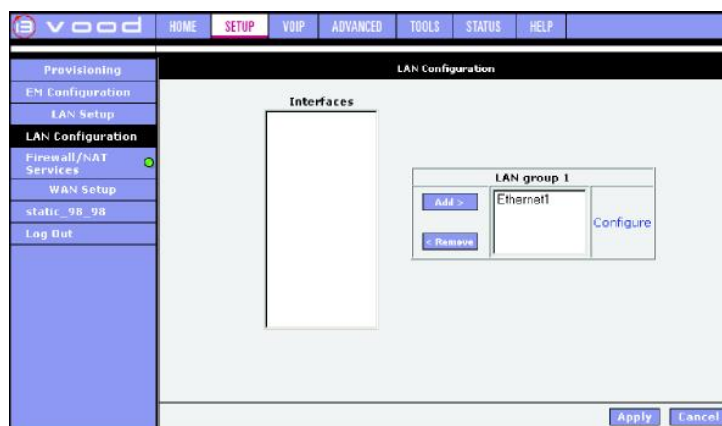 vood HOME SETUP VOIP ADVANCED TOOLS STATUS HELP
Provisioning
EM Configuration
LAN Setup
LAN Configuration
Firewall/NAT
Services
WAN Setup
static_98_98
Log Out
LAN Configuration
Interfaces
LAN group 1
Add >
Ethernet1
Configure
< Remove
Apply Cancel